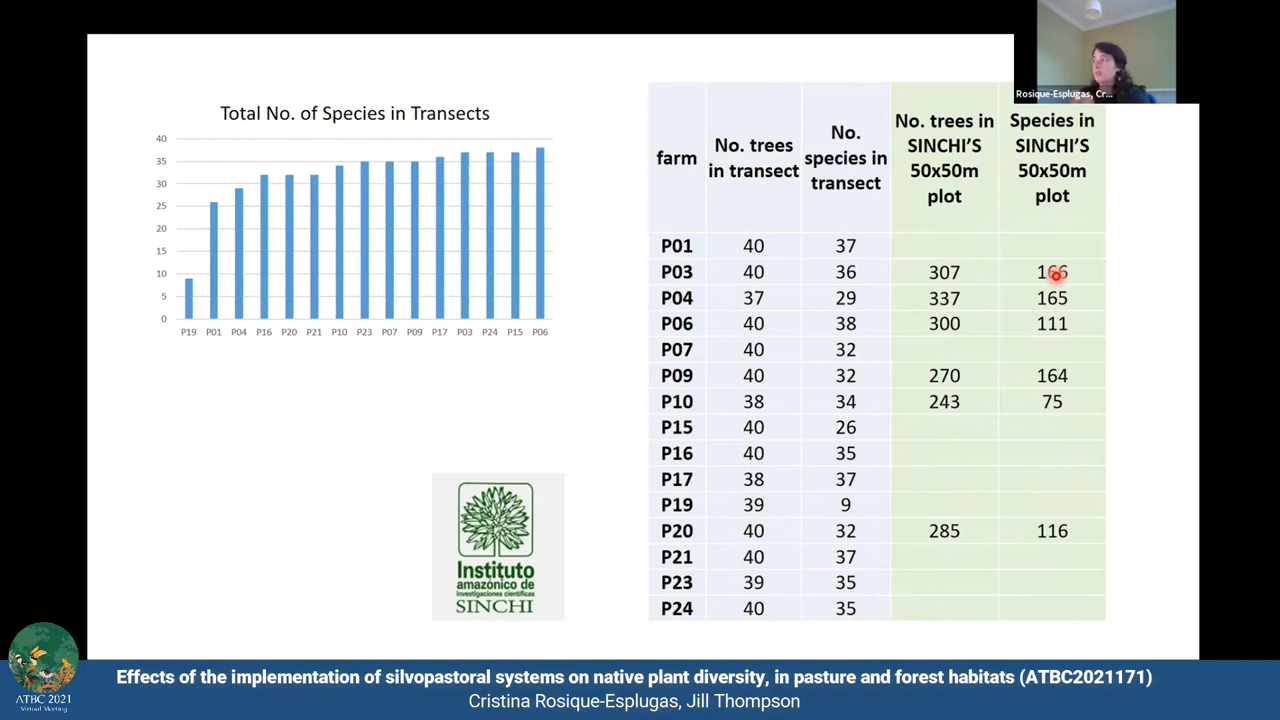 Rosique-Esplugas, Cr...
Total No. of Species in Transects
40
35
30
25
20
15
10
5
0
P19 P01 P04 P16 P20 P21 P10 P23 P07 P09 P17 P03 P24 P15 P06
farm
No. trees
in transect
No.
species in
transect
No. trees in
SINCHI'S
50x50m
plot
Species in
SINCHI'S
50x50m
plot
P01 40 37
P03 40 36 307 166
P04 37 29 337 165
P06 40 38 300 111
P07 40 32
P09 40 32 270 164
P10 38 34 243 75
P15 40 26
P16 40 35
P17 38 37
P19 39 9
P20 40 32 285 116
P21 40 37
P23 39 35
P24 40 35
Instituto
amazónico de
investigaciones científicas
SINCHI
ATBC 2021
Virtual Meeting
Effects of the implementation of silvopastoral systems on native plant diversity, in pasture and forest habitats (ATBC2021171)
Cristina Rosique-Esplugas, Jill Thompson